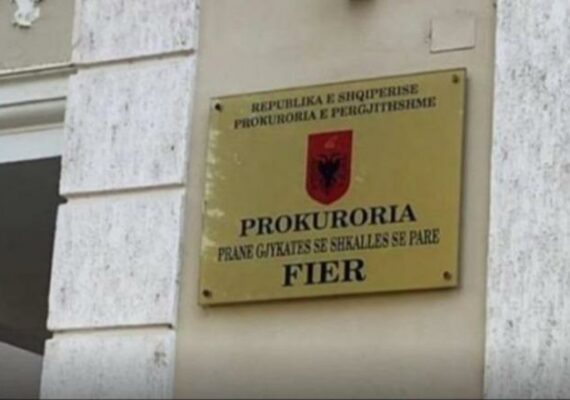 REPUBLIKA E SHQIPERISE
PROKURORIA E PERGJITHSHME
PROKURORIA
PRANE GJYKATES SE SHKALLES SE PARE
FIER